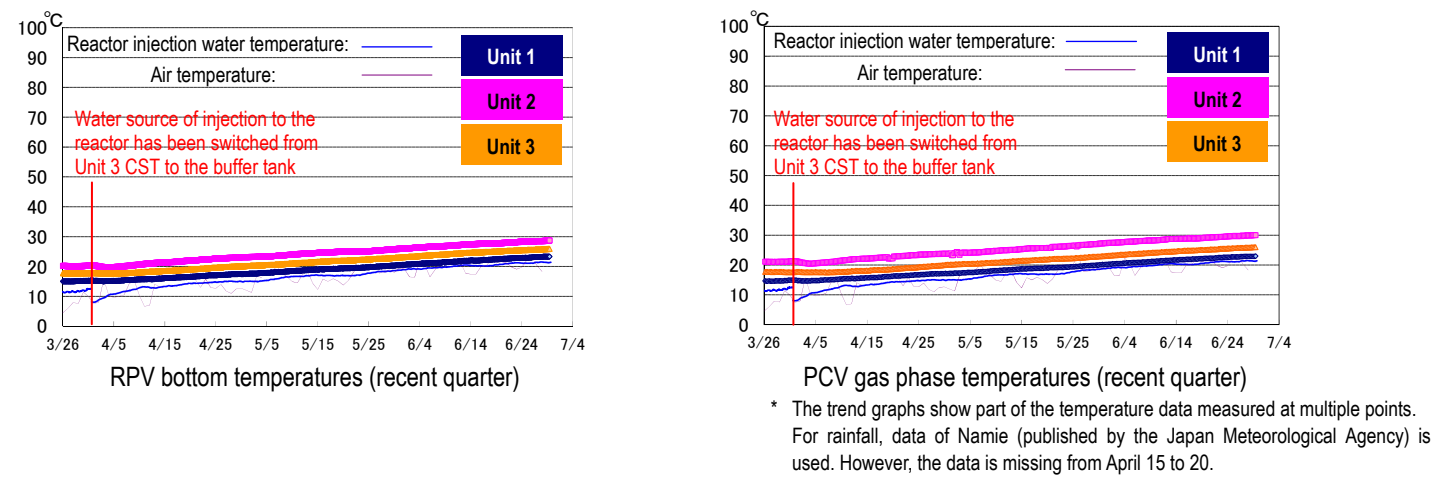 ℃
100
90
80
70
60
50
40
30
20
10
0
Reactor injection water temperature:
Air temperature:
Unit 1
Unit 2
Unit 3
Water source of injection to the
reactor has been switched from
Unit 3 CST to the buffer tank
3/26 4/5 4/15 4/25 5/5 5/15 5/25 6/4 6/14 6/24 7/4
RPV bottom temperatures (recent quarter)
℃
100
90
80
70
60
50
40
30
20
10
0
Reactor injection water temperature:
Air temperature:
Unit 1
Unit 2
Unit 3
Water source of injection to the
reactor has been switched from
Unit 3 CST to the buffer tank
3/26 4/5 4/15 4/25 5/5 5/15 5/25 6/4 6/14 6/24 7/4
PCV gas phase temperatures (recent quarter)
* The trend graphs show part of the temperature data measured at multiple points.
For rainfall, data of Namie (published by the Japan Meteorological Agency) is
used. However, the data is missing from April 15 to 20.